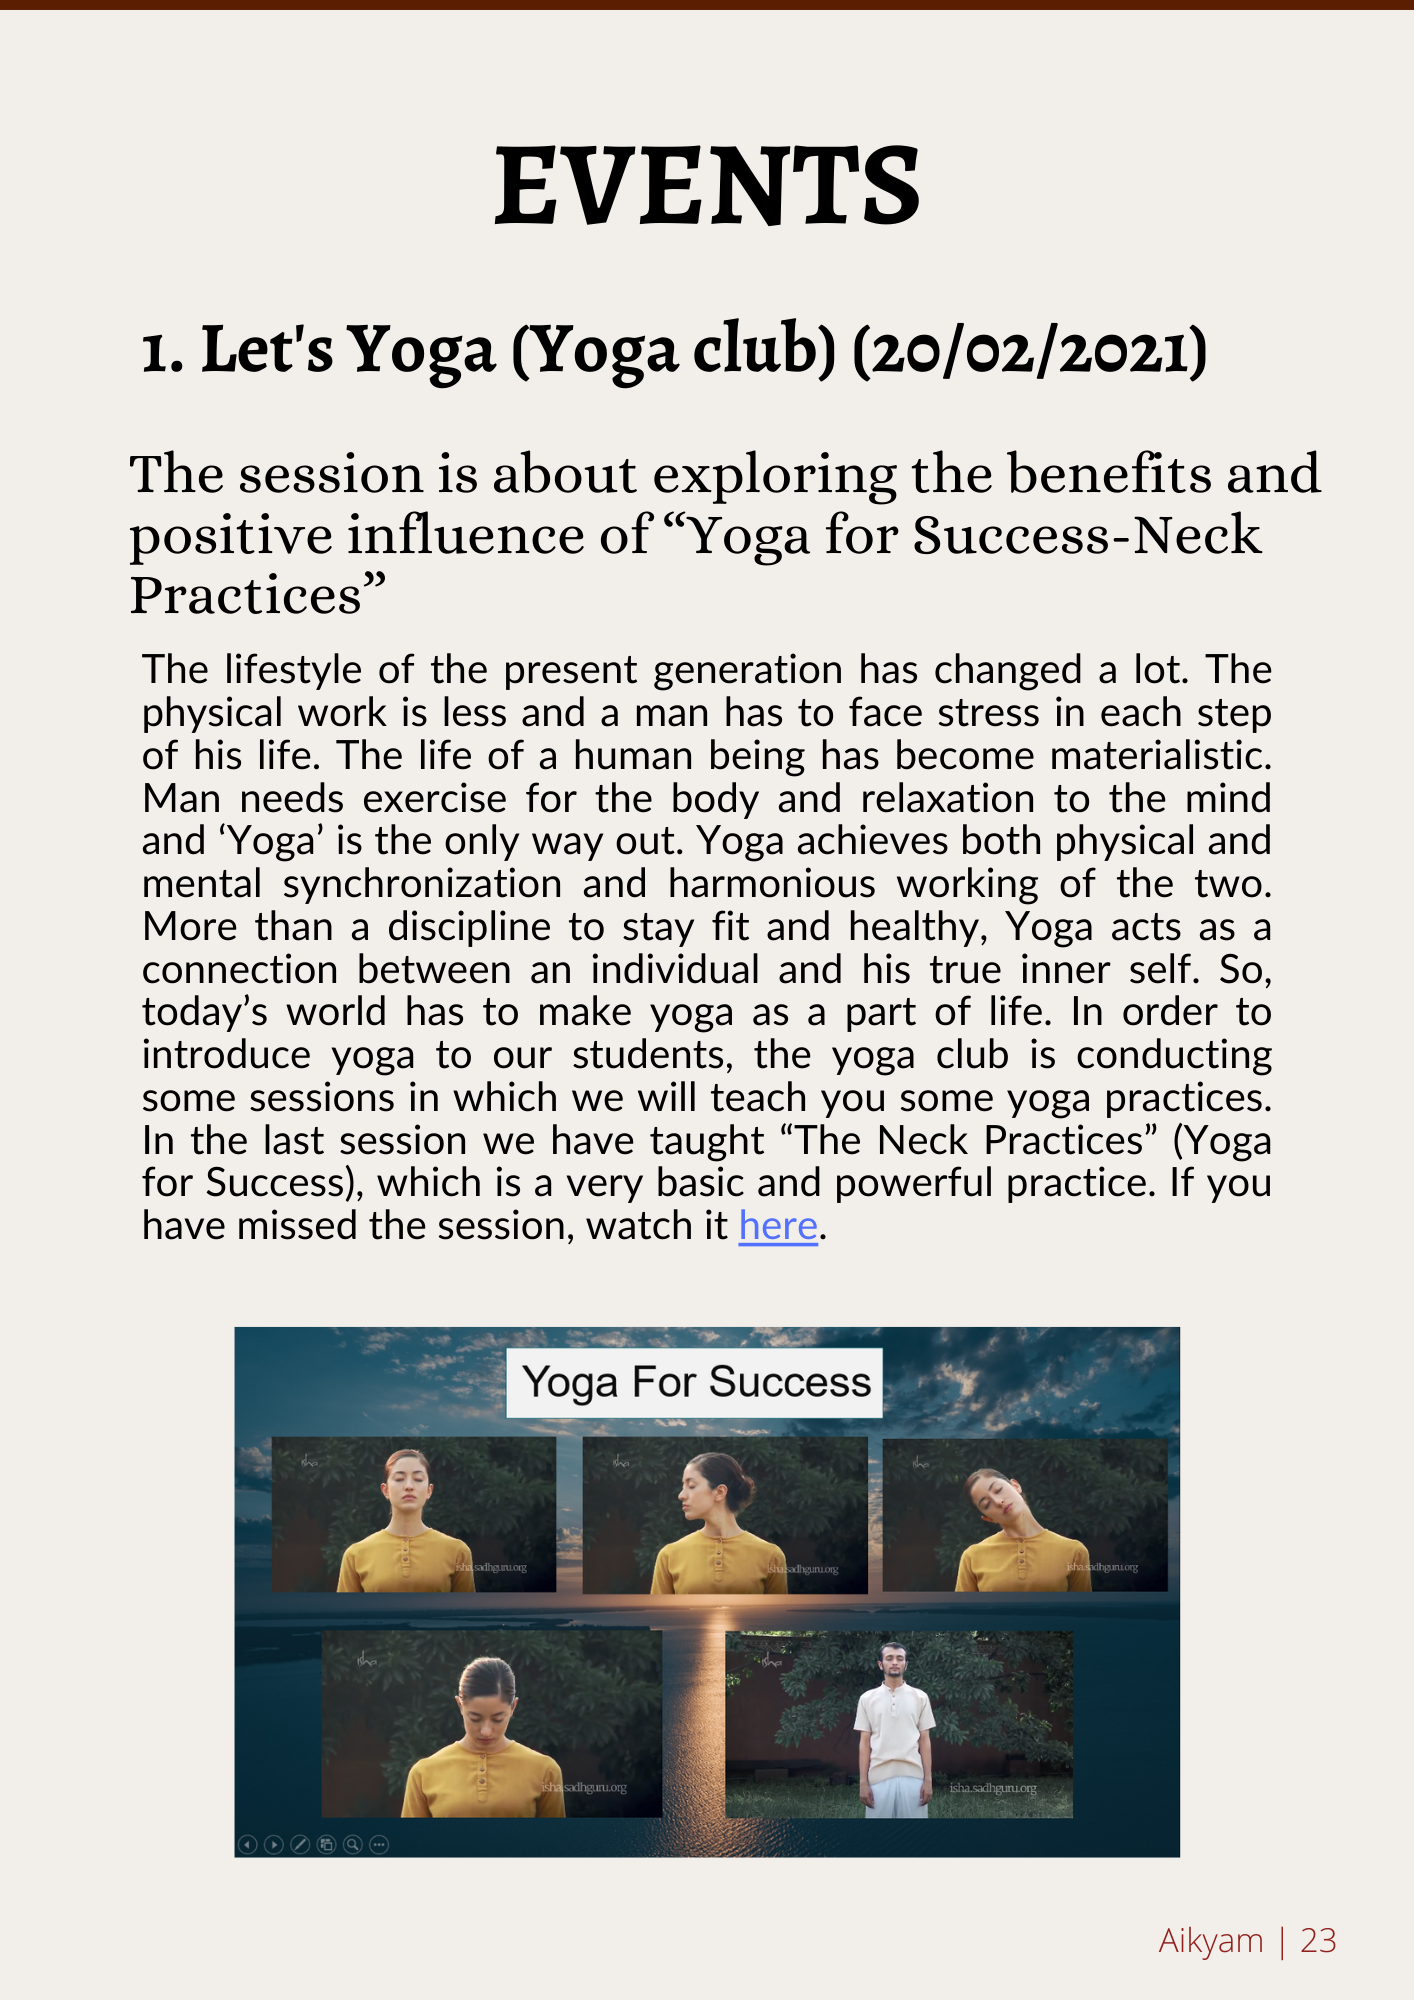 EVENTS
1. Let's Yoga (Yoga club) (20/02/2021)
The session is about exploring the benefits and
positive influence of “Yoga for Success-Neck
Practices”
The lifestyle of the present generation has changed a lot. The
physical work is less and a man has to face stress in each step
of his life. The life of a human being has become materialistic.
Man needs exercise for the body and relaxation to the mind
and ‘Yoga’ is the only way out. Yoga achieves both physical and
mental synchronization and harmonious working of the two.
More than a discipline to stay fit and healthy, Yoga acts as a
connection between an individual and his true inner self. So,
today’s world has to make yoga as a part of life. In order to
introduce yoga to our students, the yoga club is conducting
some sessions in which we will teach you some yoga practices.
In the last session we have taught “The Neck Practices” (Yoga
for Success), which is a very basic and powerful practice. If you
have missed the session, watch it here.
Yoga For Success
isha
isha
isha
isha.sadhguru.org
isha.sadhguru.org
isha.sadhguru.org
isha
isha
isha.sadhguru.org
isha.sadhguru.org
Aikyam | 23